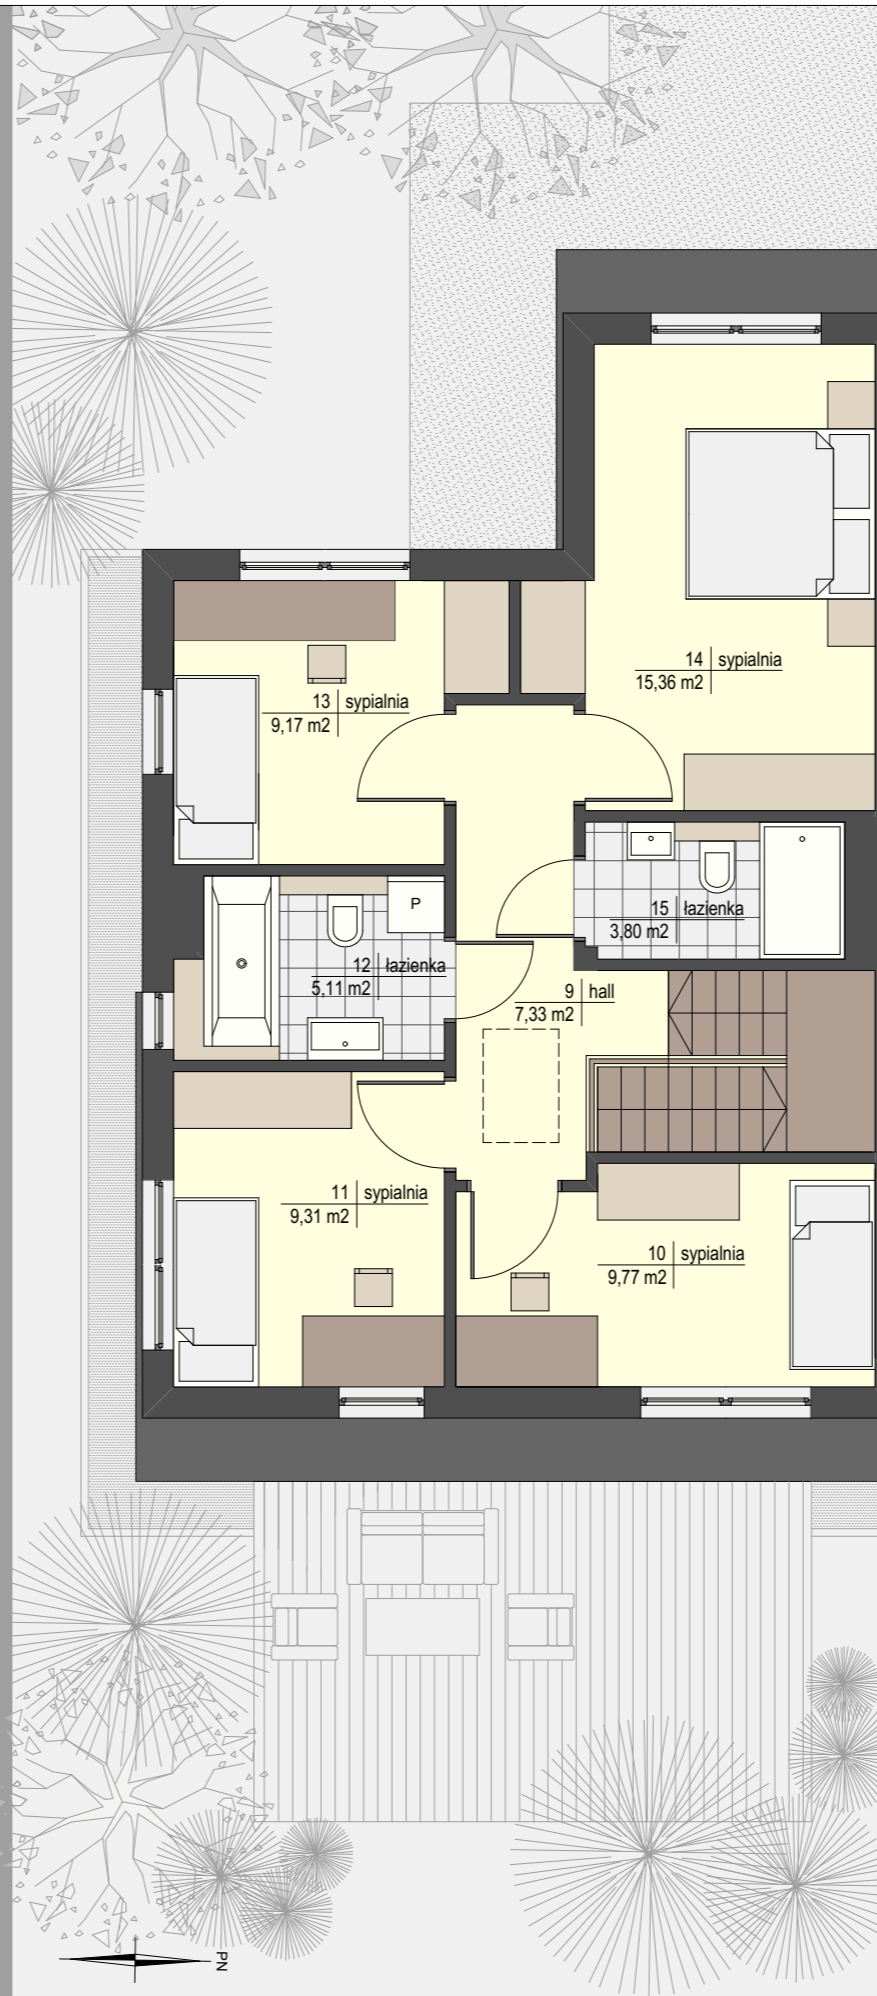 14 sypialnia
15,36 m2
13 sypialnia
9,17 m2
P
15 łazienka
3,80 m2
12 łazienka
5,11 m2
9 hall
7,33 m2
11 sypialnia
9,31 m2
10 sypialnia
9,77 m2
PN